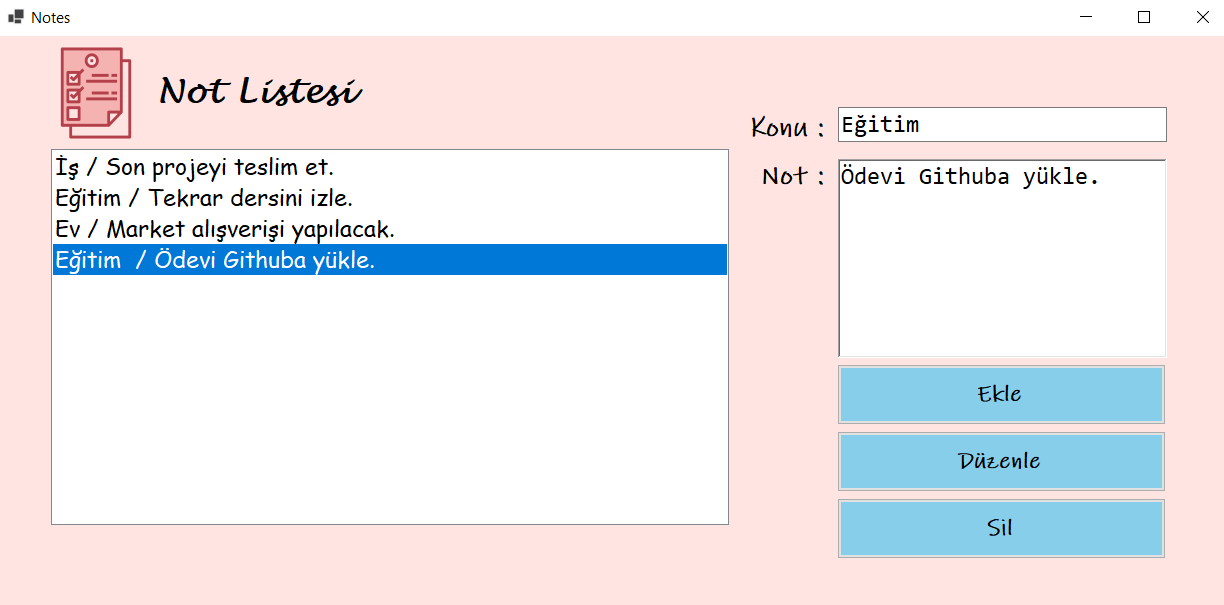 Notes
Not Listesi
İş / Son projeyi teslim et.
Eğitim / Tekrar dersini izle.
Ev / Market alışverişi yapılacak.
Eğitim  / Ödevi Githuba yükle.
Konu : Eğitim
Not : Ödevi Githuba yükle.
Ekle
Düzenle
Sil